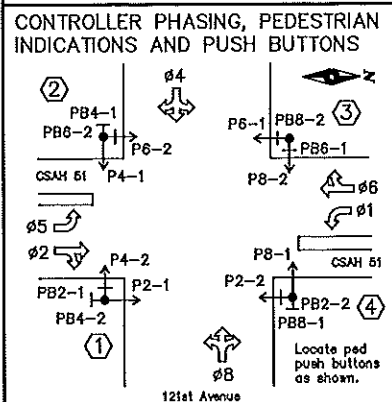 CONTROLLER PHASING, PEDESTRIAN
INDICATIONS AND PUSH BUTTONS
2
PB4-1
PB6-2
P6-2
P4-1
CSAH 51
ø4
N
3
P6-1
PB8-2
PB6-1
P8-2
ø6
ø1
ø5
ø2
P4-2
PB2-1
P2-1
PB4-2
1
P8-1
CSAH 51
P2-2
PB2-2
PB8-1
4
ø8
Locate ped
push buttons
as shown.
121st Avenue